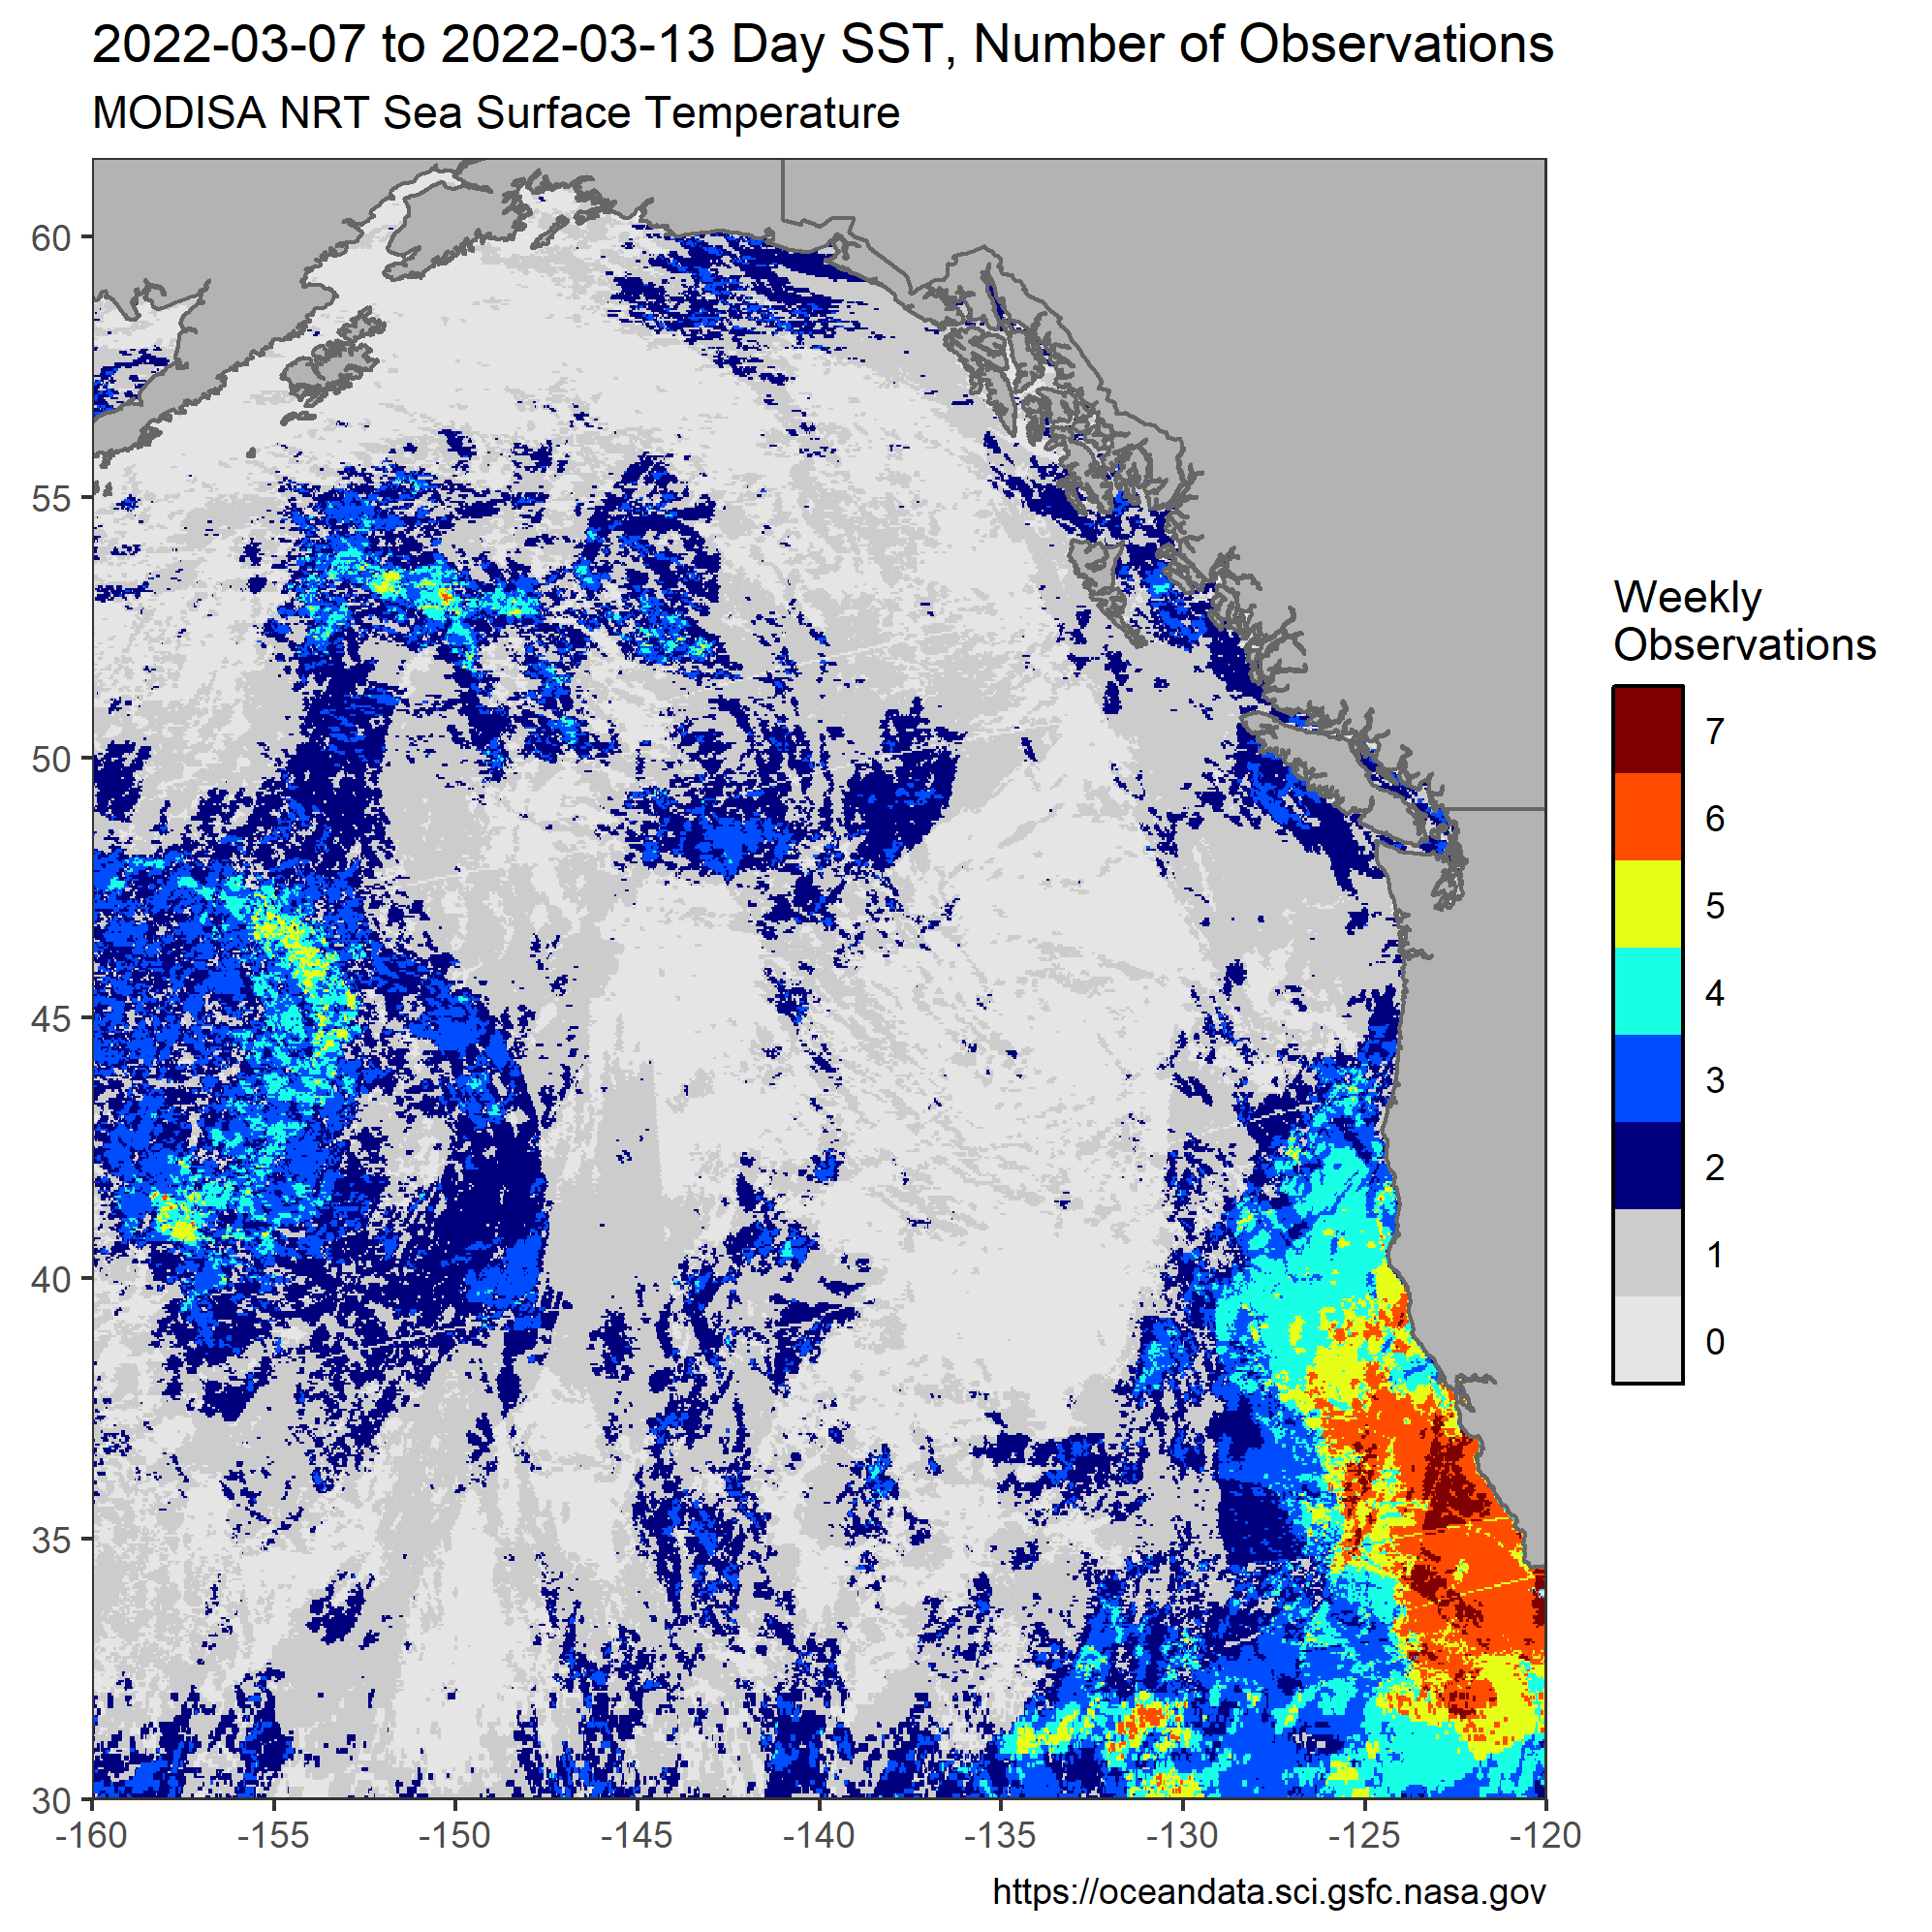 2022-03-07 to 2022-03-13 Day SST, Number of Observations
MODISA NRT Sea Surface Temperature
60
55
50
45
40
35
30
-160 -155 -150 -145 -140 -135 -130 -125 -120
Weekly
Observations
7
6
5
4
3
2
1
0
https://oceandata.sci.gsfc.nasa.gov